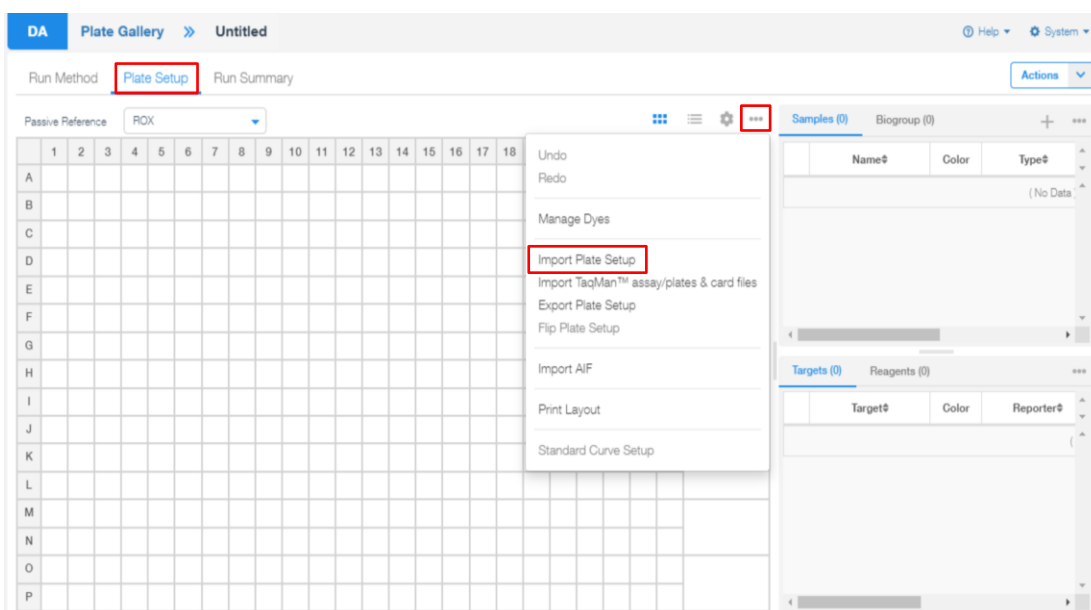 DA Plate Gallery » Untitled Help System
Run Method Plate Setup Run Summary Actions
Passive Reference ROX Samples (0) Biogroup (0)
1 2 3 4 5 6 7 8 9 10 11 12 13 14 15 16 17 18
Name Color Type
(No Data)
A
B
C
D
E
F
G
H
I
J
K
L
M
N
O
P
Undo
Redo
Manage Dyes
Import Plate Setup
Import TaqMan™ assay/plates & card files
Export Plate Setup
Flip Plate Setup
Import AIF
Print Layout
Standard Curve Setup
Targets (0) Reagents (0)
Target Color Reporter
(